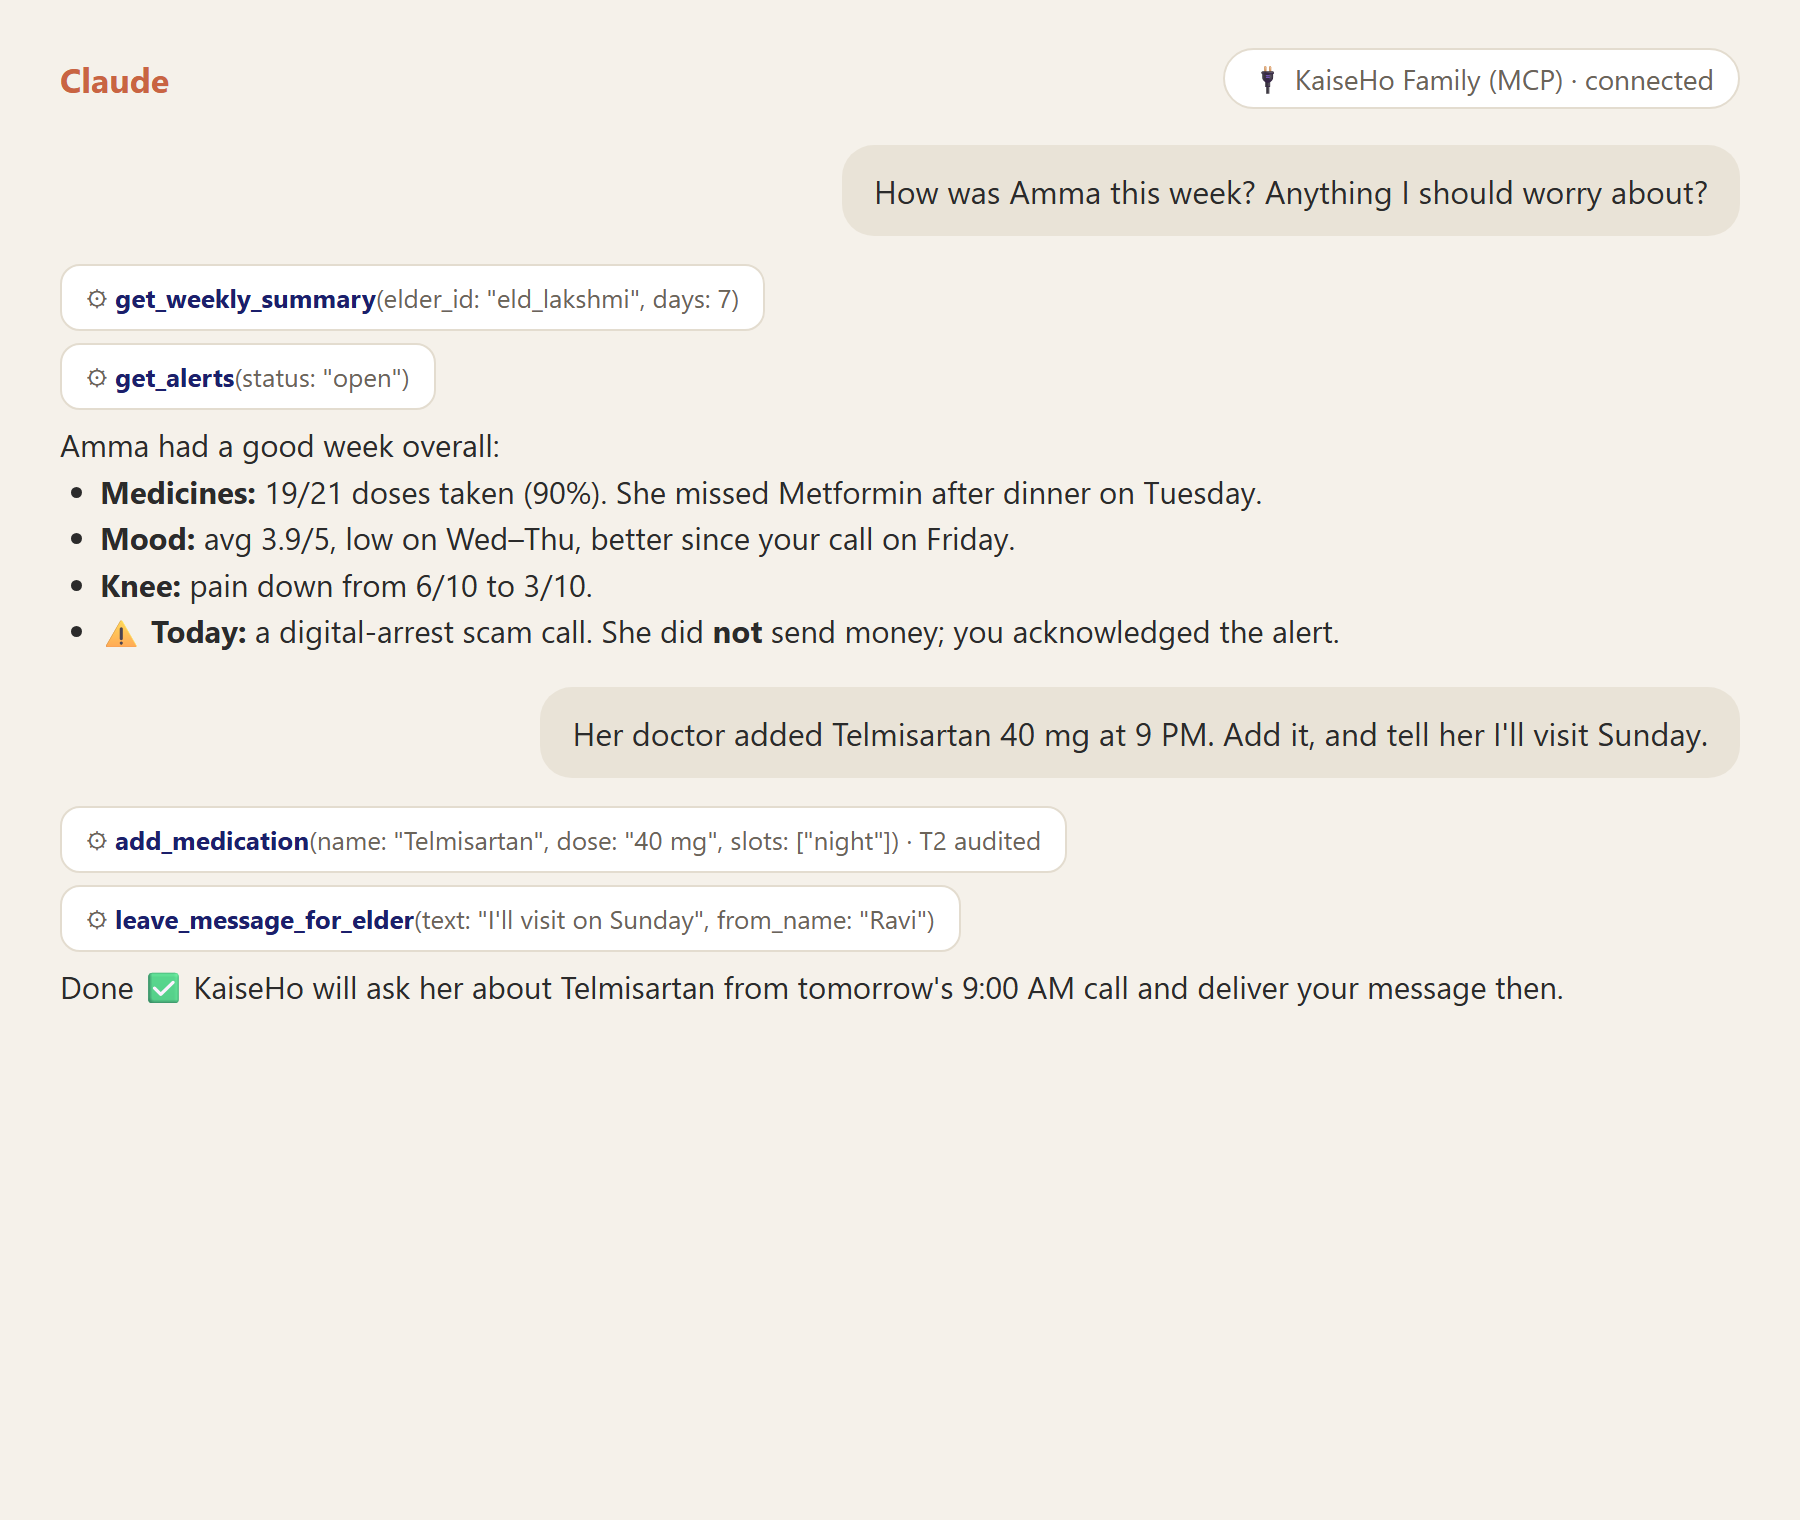 Claude
KaiseHo Family (MCP) · connected
How was Amma this week? Anything I should worry about?
get_weekly_summary(elder_id: "eld_lakshmi", days: 7)
get_alerts(status: "open")
Amma had a good week overall:
• Medicines: 19/21 doses taken (90%). She missed Metformin after dinner on Tuesday.
• Mood: avg 3.9/5, low on Wed–Thu, better since your call on Friday.
• Knee: pain down from 6/10 to 3/10.
• ⚠️ Today: a digital-arrest scam call. She did not send money; you acknowledged the alert.
Her doctor added Telmisartan 40 mg at 9 PM. Add it, and tell her I'll visit Sunday.
add_medication(name: "Telmisartan", dose: "40 mg", slots: ["night"]) · T2 audited
leave_message_for_elder(text: "I'll visit on Sunday", from_name: "Ravi")
Done ✅ KaiseHo will ask her about Telmisartan from tomorrow's 9:00 AM call and deliver your message then.